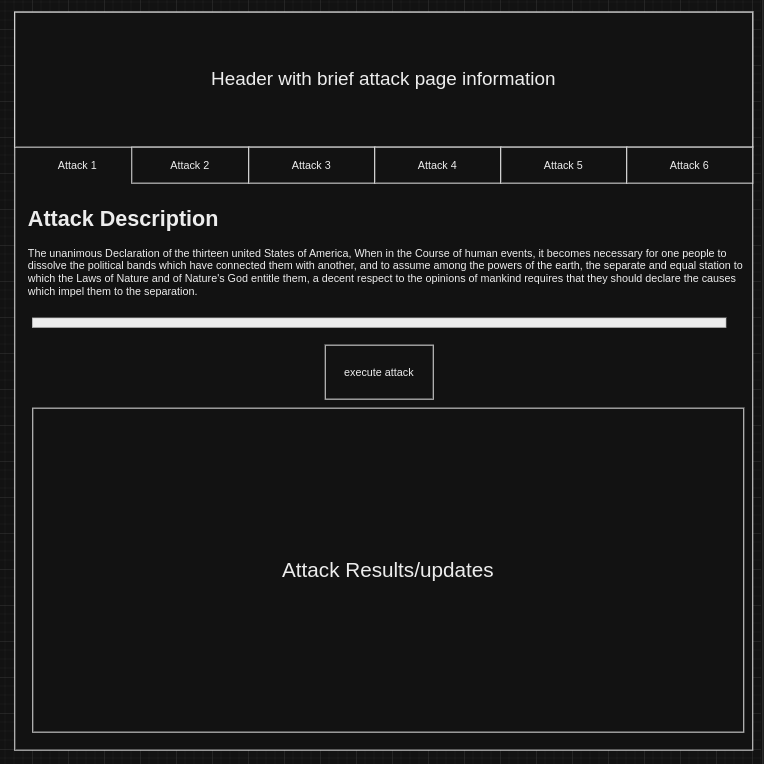 Header with brief attack page information
Attack 1 Attack 2 Attack 3 Attack 4 Attack 5 Attack 6
Attack Description
The unanimous Declaration of the thirteen united States of America, When in the Course of human events, it becomes necessary for one people to
dissolve the political bands which have connected them with another, and to assume among the powers of the earth, the separate and equal station to
which the Laws of Nature and of Nature's God entitle them, a decent respect to the opinions of mankind requires that they should declare the causes
which impel them to the separation.
execute attack
Attack Results/updates